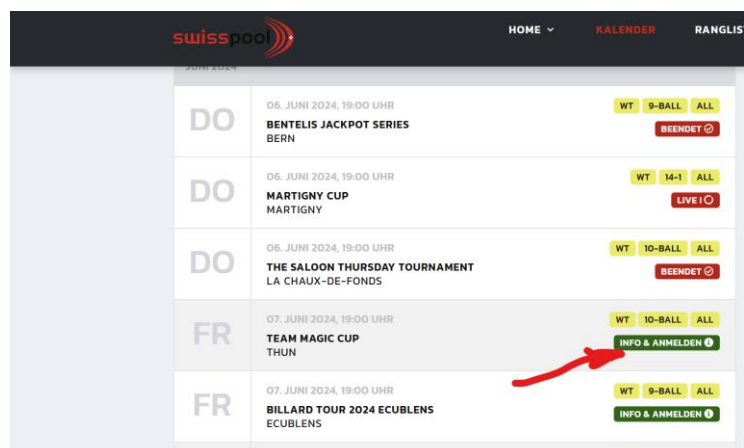 swisspool
HOME
KALENDER
RANGLIS
JUNI 2024
DO
06. JUNI 2024, 19:00 UHR
BENTELIS JACKPOT SERIES
BERN
WT 9-BALL ALL
BEENDET
DO
06. JUNI 2024, 19:00 UHR
MARTIGNY CUP
MARTIGNY
WT 14-1 ALL
LIVE I
DO
06. JUNI 2024, 19:00 UHR
THE SALOON THURSDAY TOURNAMENT
LA CHAUX-DE-FONDS
WT 10-BALL ALL
BEENDET
FR
07. JUNI 2024, 19:00 UHR
TEAM MAGIC CUP
THUN
WT 10-BALL ALL
INFO & ANMELDEN
FR
07. JUNI 2024, 19:00 UHR
BILLARD TOUR 2024 ECUBLENS
ECUBLENS
WT 9-BALL ALL
INFO & ANMELDEN